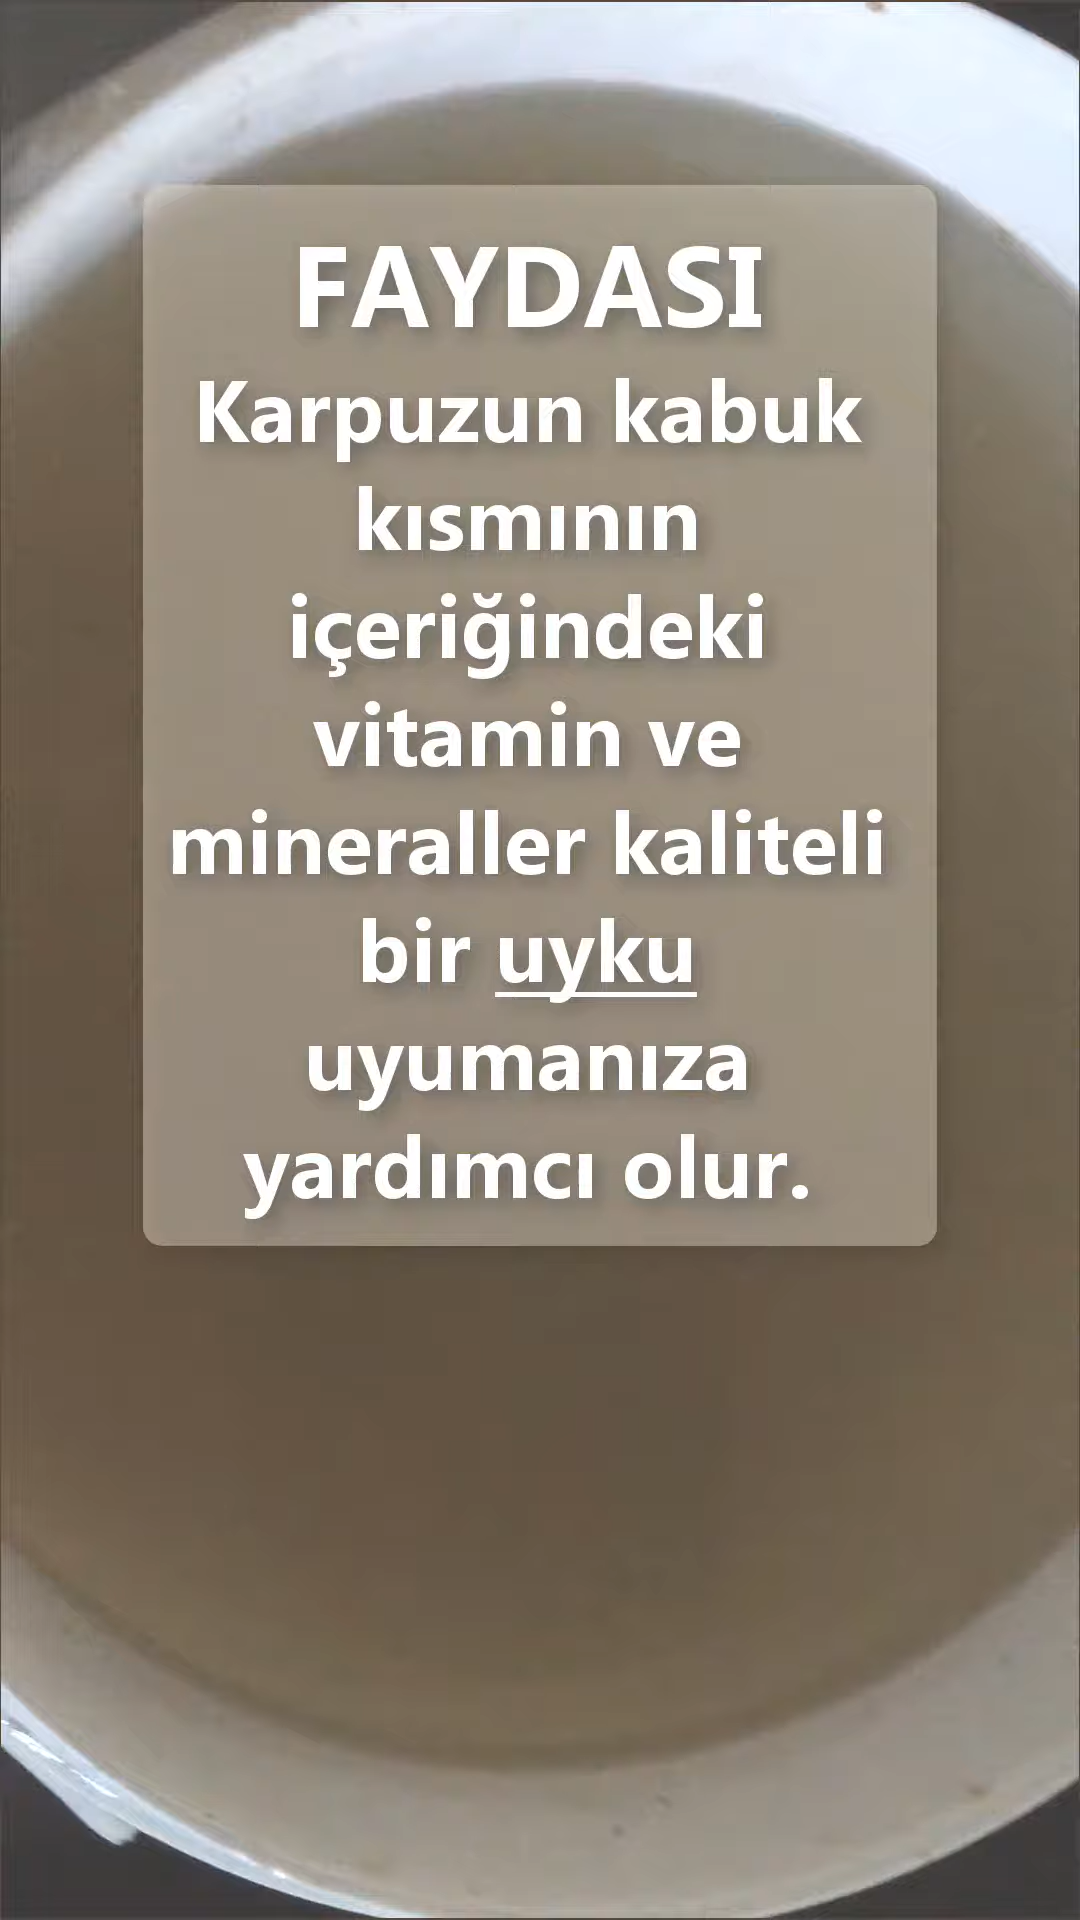 FAYDASI
Karpuzun kabuk
kısmının
içeriğindeki
vitamin ve
mineraller kaliteli
bir uyku
uyumanıza
yardımcı olur.